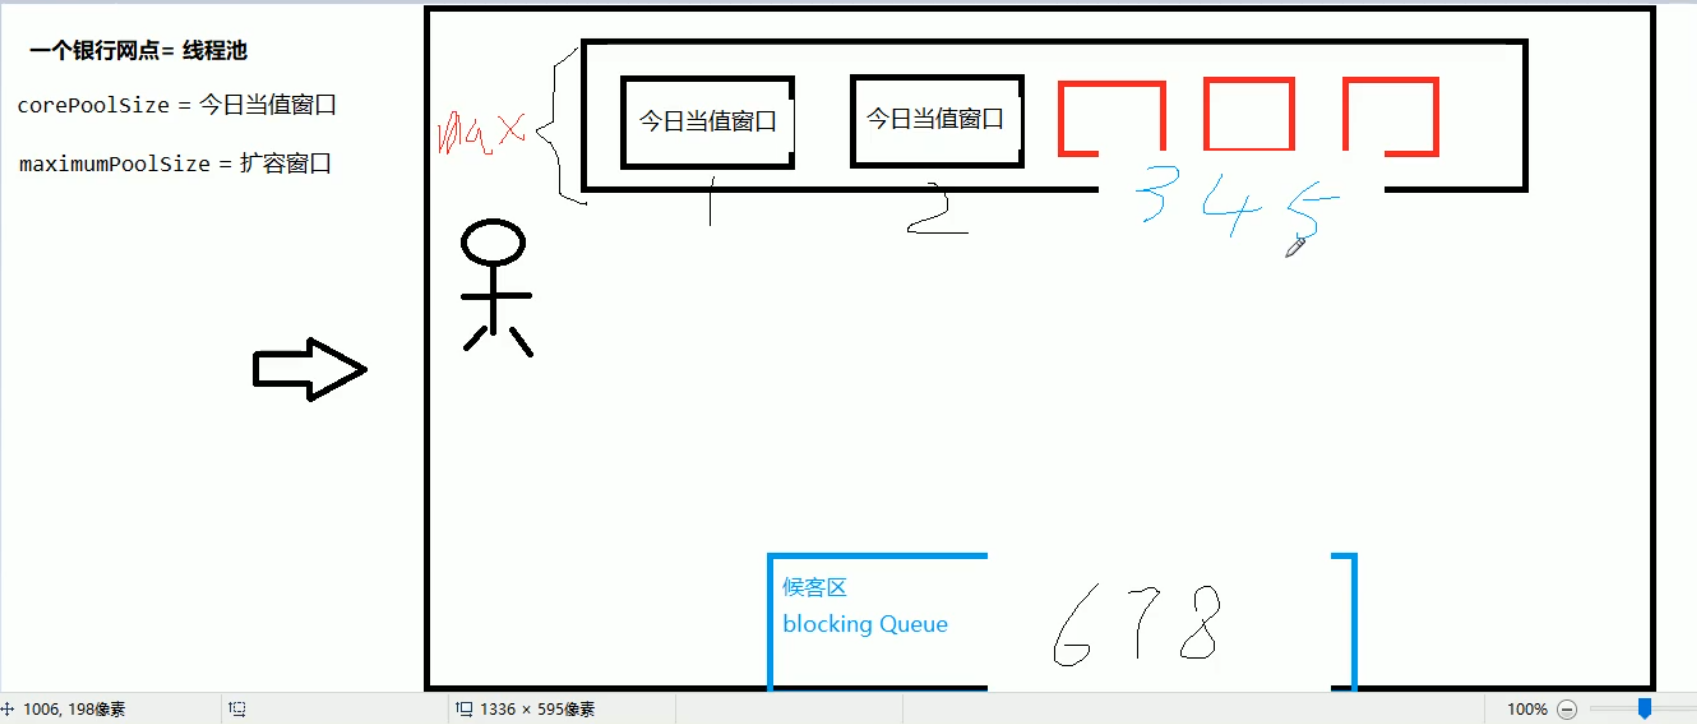 一个银行网点= 线程池
corePoolSize = 今日当值窗口
maximumPoolSize = 扩容窗口
max
今日当值窗口
今日当值窗口
1
2
3 4 5
候客区
blocking Queue
6 7 8
1006, 198像素
1336 × 595像素
100%